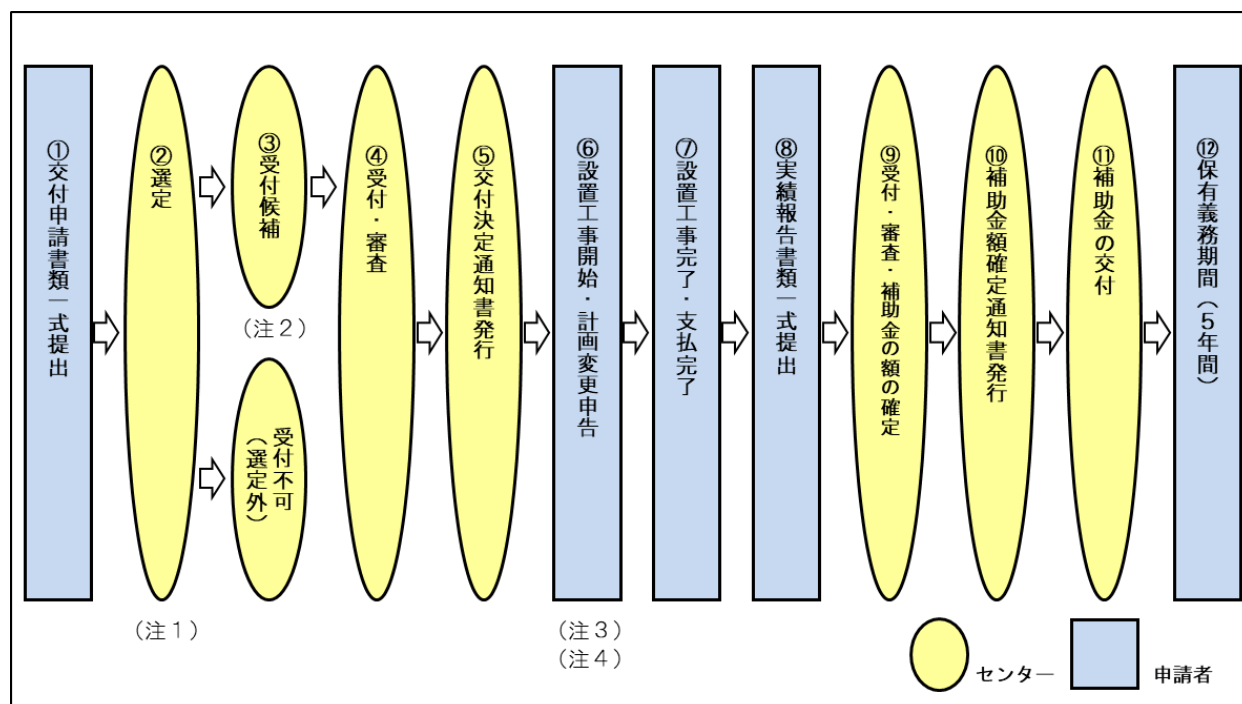 ①交付申請書類一式提出
②選定
③受付候補
（注２）
受付不可
（選定外）
④受付・審査
⑤交付決定通知書発行
⑥設置工事開始・計画変更申告
⑦設置工事完了・支払完了
⑧実績報告書類一式提出
⑨受付・審査・補助金の額の確定
⑩補助金額確定通知書発行
⑪補助金の交付
⑫保有義務期間（５年間）
（注１）
（注３）
（注４）
センター
申請者